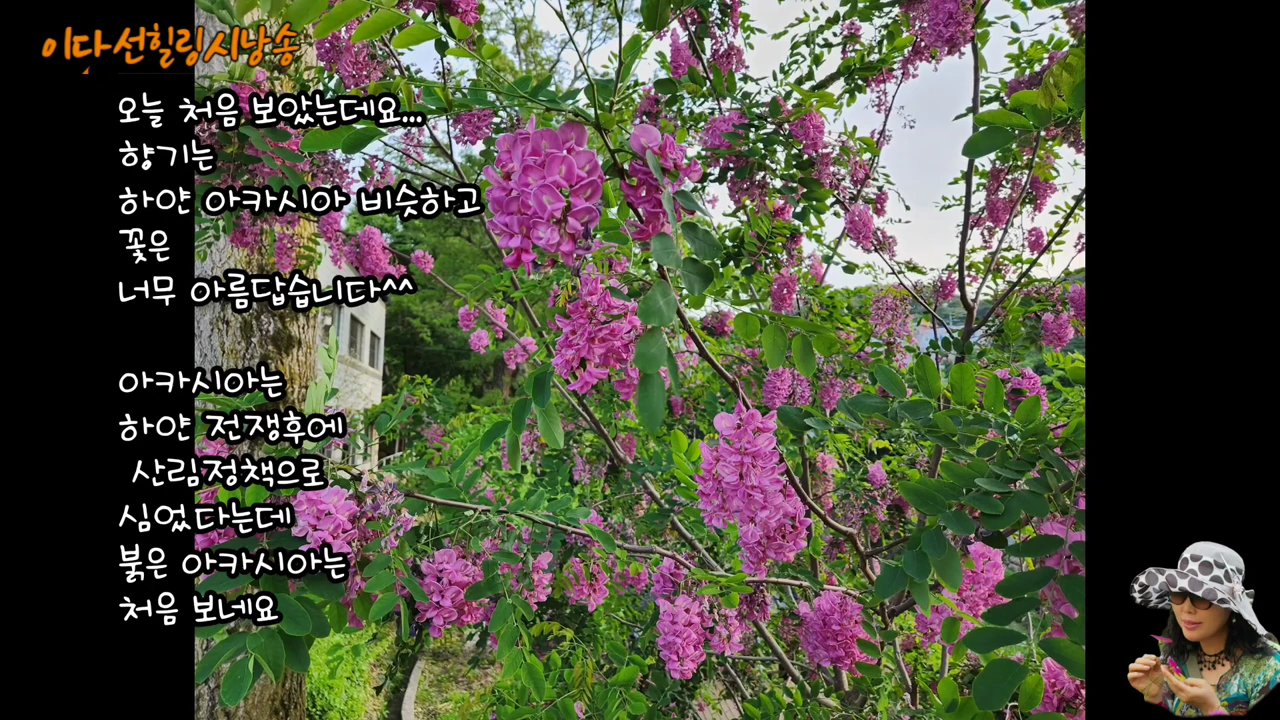 이다선힐링시낭송
오늘 처음 보았는데요...
향기는
하얀 아카시아 비슷하고
꽃은
너무 아름답습니다^^
아카시아는
하얀 전쟁후에
산림정책으로
심었다는데
붉은 아카시아는
처음 보네요